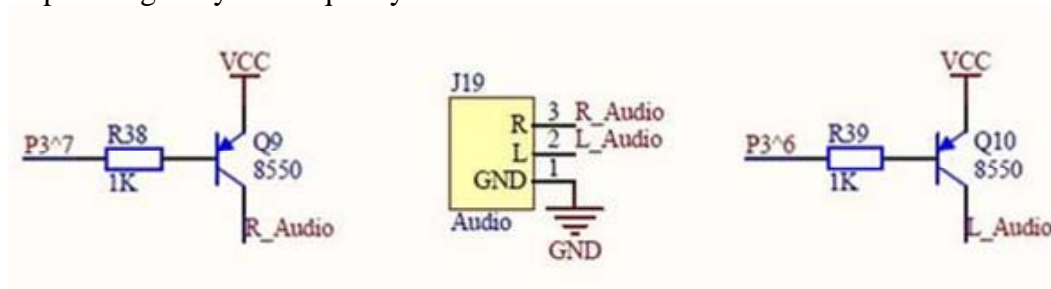 VCC
P3^7
R38
1K
Q9
8550
R_Audio
J19
R 3 R_Audio
L 2 L_Audio
GND 1
Audio
GND
VCC
P3^6
R39
1K
Q10
8550
L_Audio